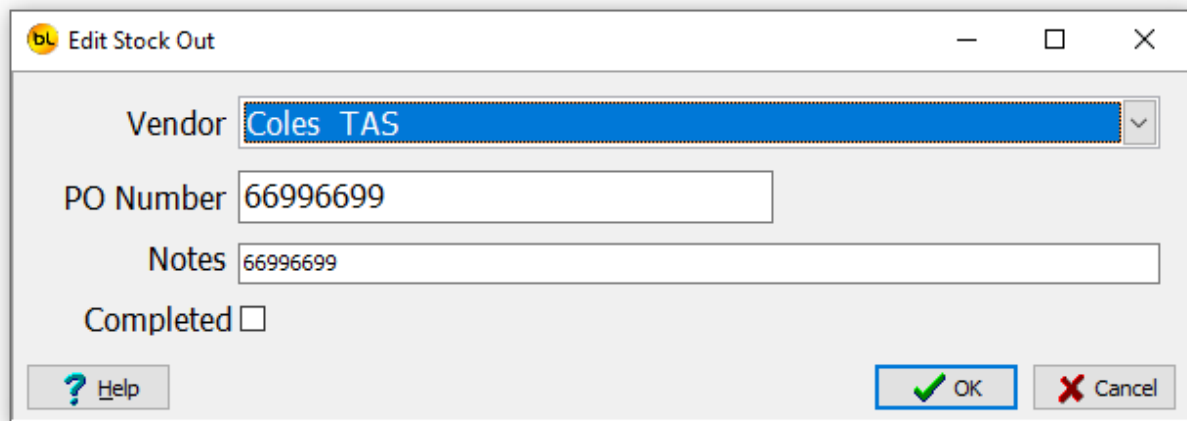 bL Edit Stock Out
Vendor Coles TAS
PO Number 66996699
Notes 66996699
Completed
? Help OK Cancel